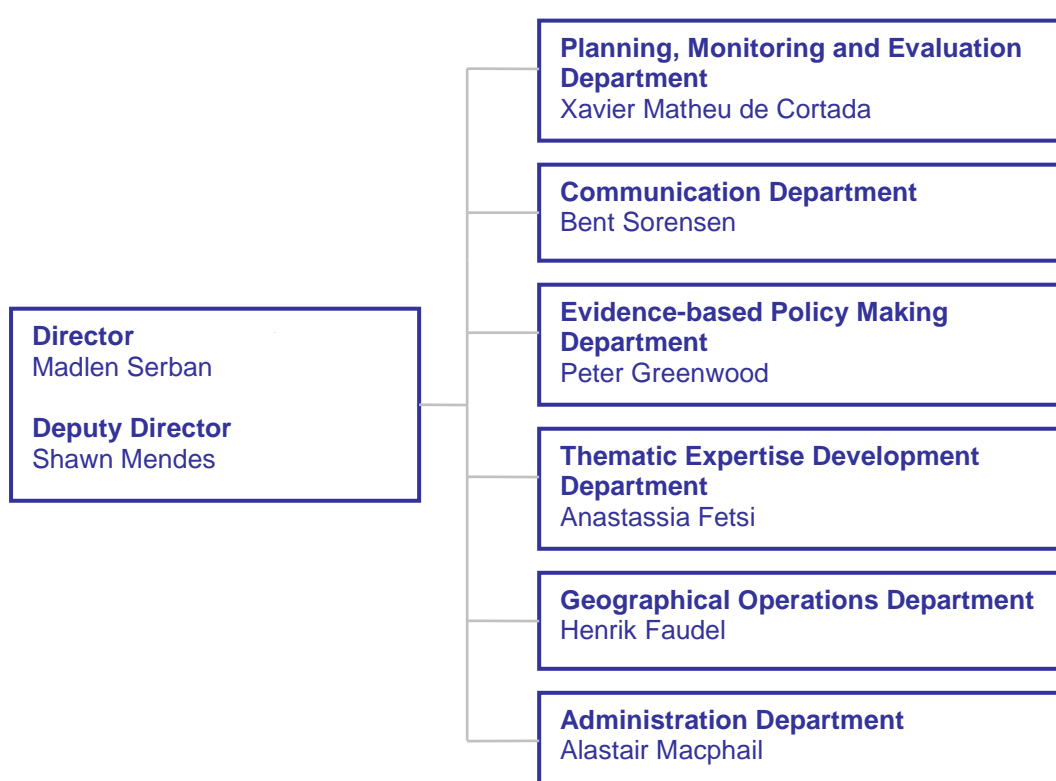 Director
Madlen Serban
Deputy Director
Shawn Mendes
Planning, Monitoring and Evaluation
Department
Xavier Matheu de Cortada
Communication Department
Bent Sorensen
Evidence-based Policy Making
Department
Peter Greenwood
Thematic Expertise Development
Department
Anastassia Fetsi
Geographical Operations Department
Henrik Faudel
Administration Department
Alastair Macphail